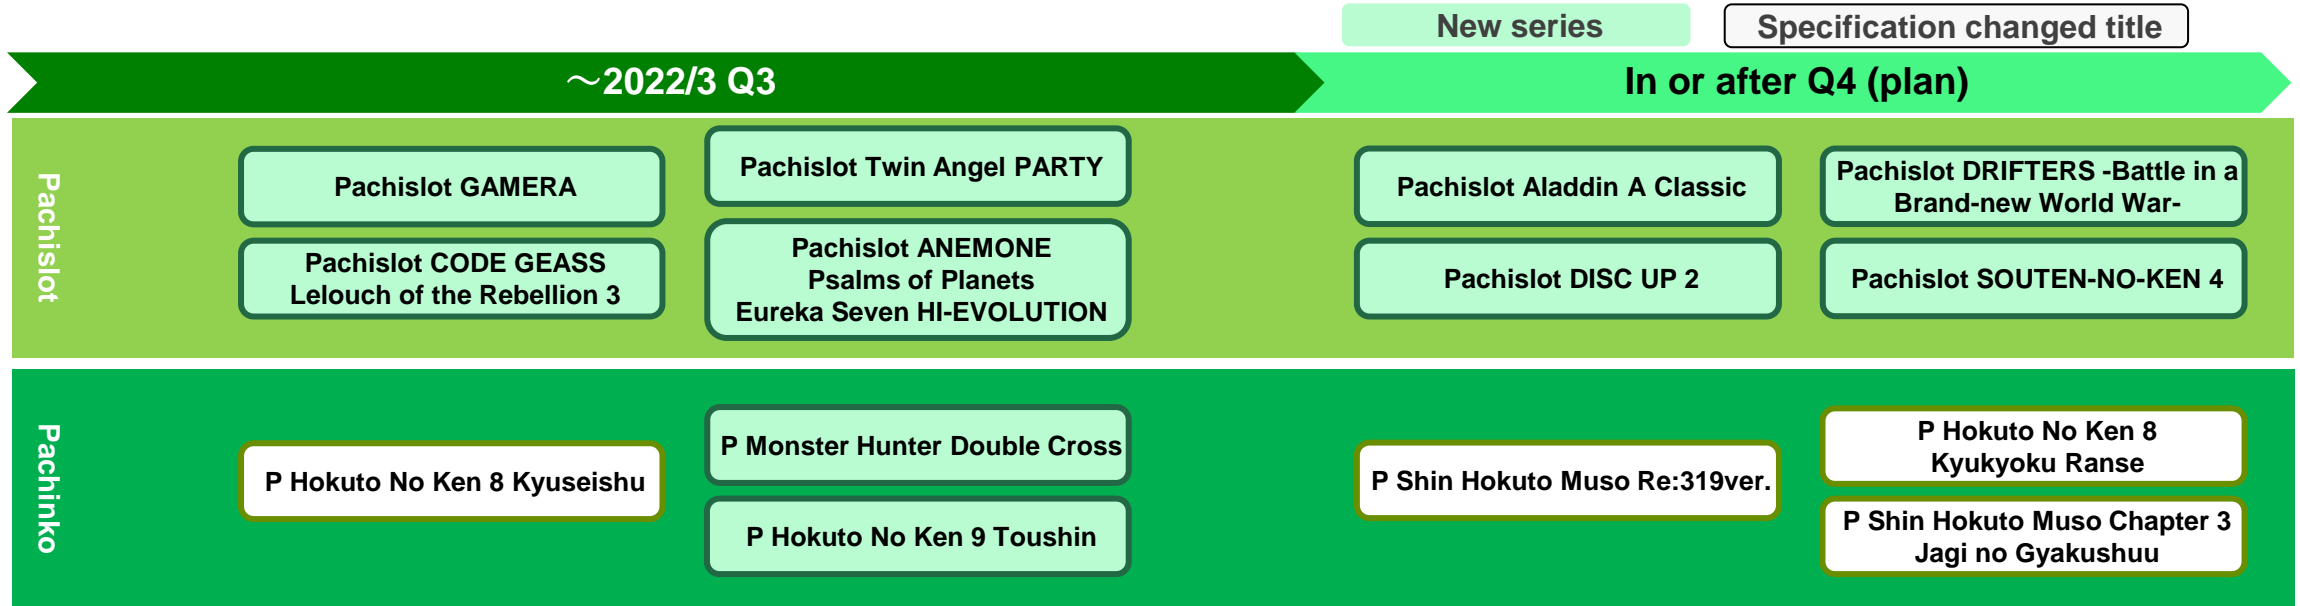 New series
Specification changed title
～2022/3 Q3
In or after Q4 (plan)
Pachislot
Pachislot GAMERA
Pachislot CODE GEASS
Lelouch of the Rebellion 3
Pachislot Twin Angel PARTY
Pachislot ANEMONE
Psalms of Planets
Eureka Seven HI-EVOLUTION
Pachislot Aladdin A Classic
Pachislot DISC UP 2
Pachislot DRIFTERS -Battle in a
Brand-new World War-
Pachislot SOUTEN-NO-KEN 4
Pachinko
P Hokuto No Ken 8 Kyuseishu
P Monster Hunter Double Cross
P Hokuto No Ken 9 Toushin
P Shin Hokuto Muso Re:319ver.
P Hokuto No Ken 8
Kyukyoku Ranse
P Shin Hokuto Muso Chapter 3
Jagi no Gyakushuu